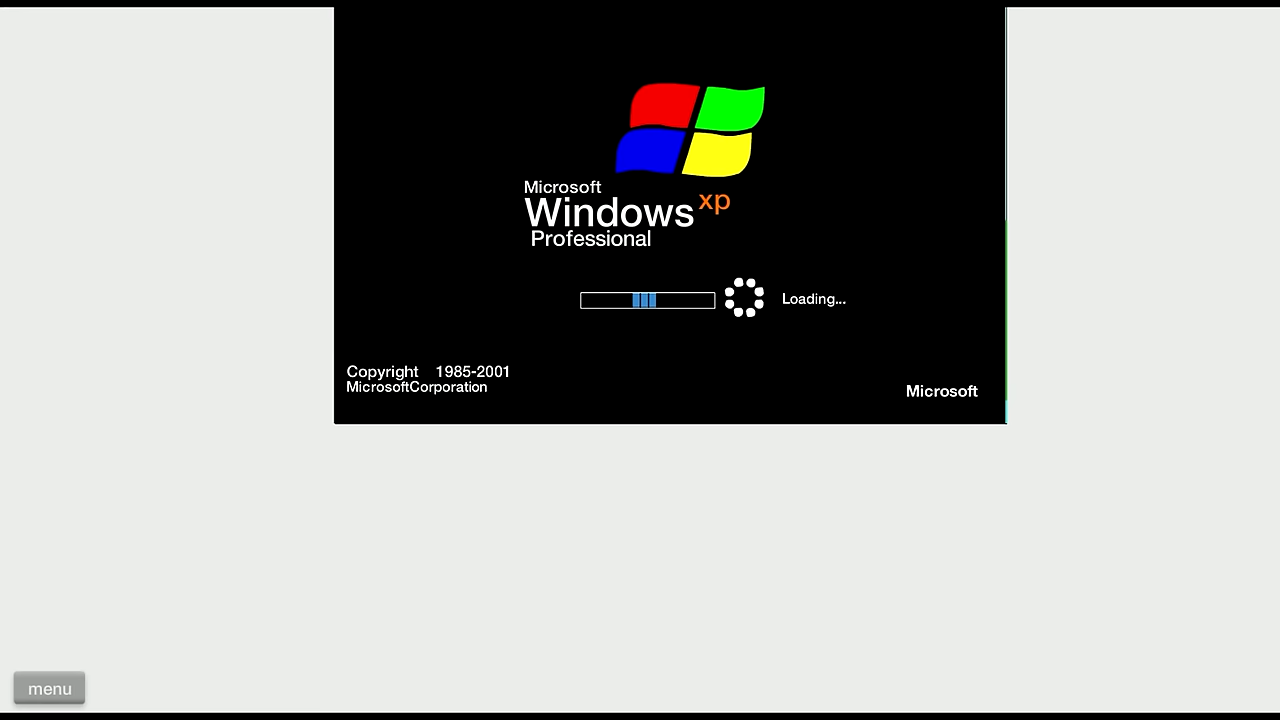 Microsoft
Windows xp
Professional
Loading...
Copyright 1985-2001
MicrosoftCorporation
Microsoft
menu